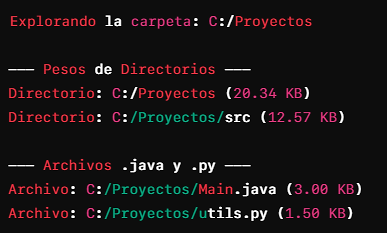 Explorando la carpeta: C:/Proyectos
─── Pesos de Directorios ───
Directorio: C:/Proyectos (20.34 KB)
Directorio: C:/Proyectos/src (12.57 KB)
─── Archivos .java y .py ───
Archivo: C:/Proyectos/Main.java (3.00 KB)
Archivo: C:/Proyectos/utils.py (1.50 KB)